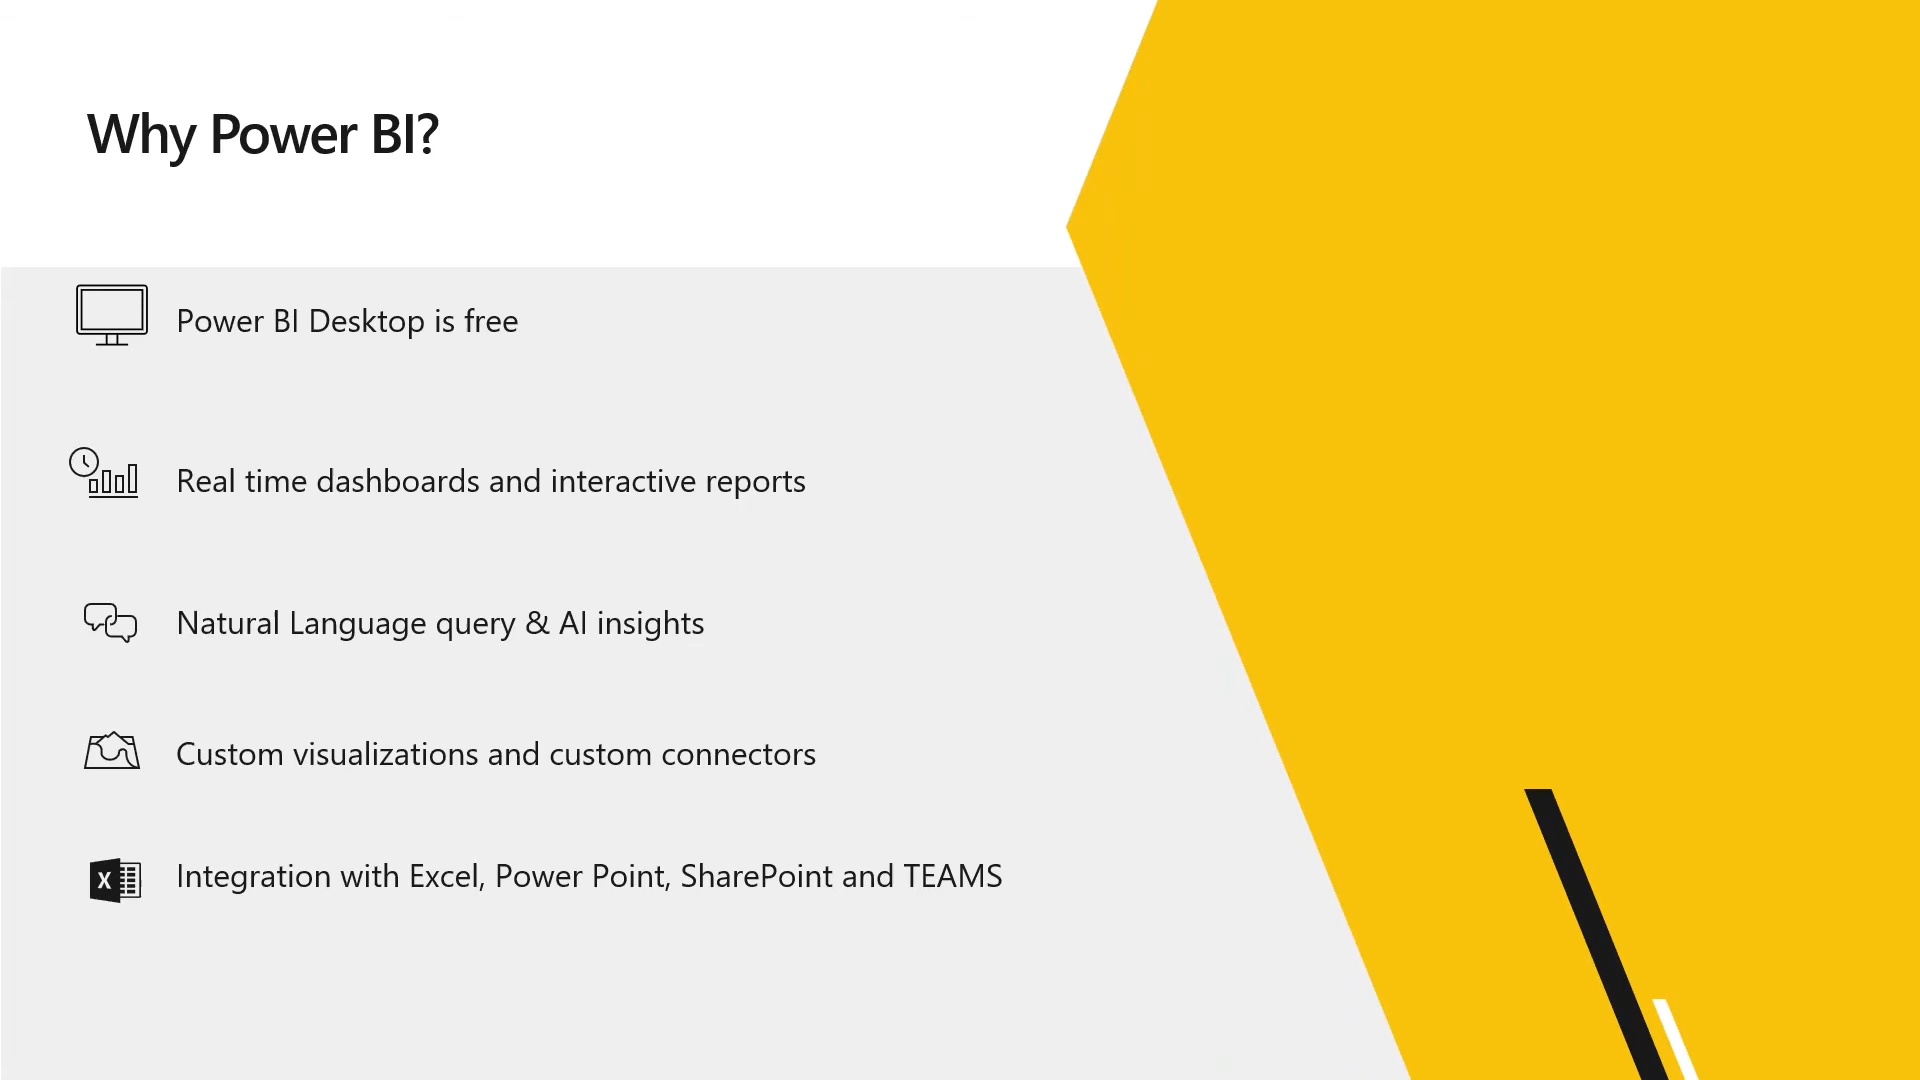 Why Power BI?
Power BI Desktop is free
Real time dashboards and interactive reports
Natural Language query & AI insights
Custom visualizations and custom connectors
X
Integration with Excel, Power Point, SharePoint and TEAMS